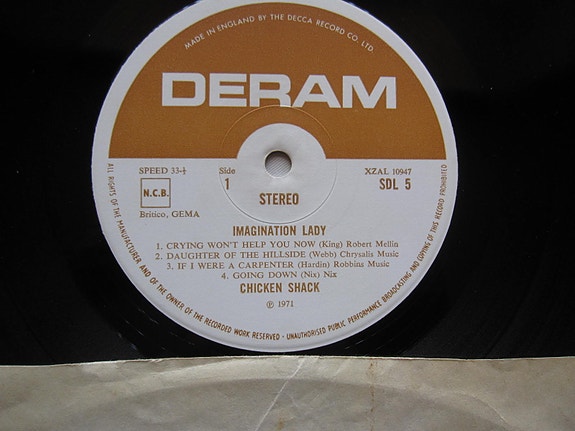 MADE IN ENGLAND BY THE DECCA RECORD CO. LTD.
DERAM
SPEED 33⅓
Side
1
XZAL 10947
SDL 5
N.C.B.
STEREO
Britico, GEMA
IMAGINATION LADY
1. CRYING WON'T HELP YOU NOW (King) Robert Mellin
2. DAUGHTER OF THE HILLSIDE (Webb) Chrysalis Music
3. IF I WERE A CARPENTER (Hardin) Robbins Music
4. GOING DOWN (Nix) Nix
CHICKEN SHACK
℗ 1971
ALL RIGHTS OF THE MANUFACTURER AND OF THE OWNER OF THE RECORDED WORK RESERVED · UNAUTHORISED PUBLIC PERFORMANCE BROADCASTING AND COPYING OF THIS RECORD PROHIBITED